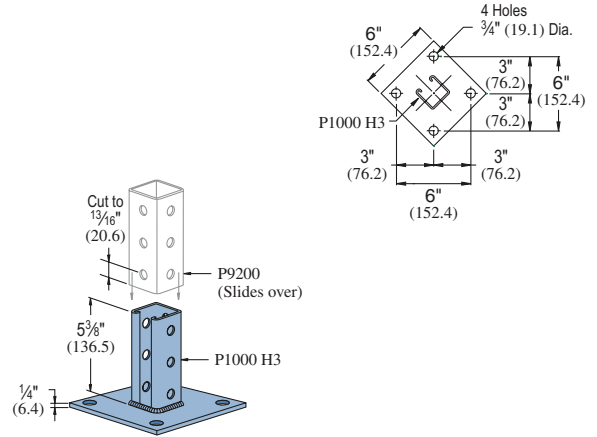 4 Holes
¾" (19.1) Dia.
6"
(152.4)
3"
(76.2)
6"
(152.4)
3"
(76.2)
P1000 H3
3"
(76.2)
3"
(76.2)
6"
(152.4)
Cut to
13⁄16"
(20.6)
P9200
(Slides over)
5⅜"
(136.5)
P1000 H3
¼"
(6.4)